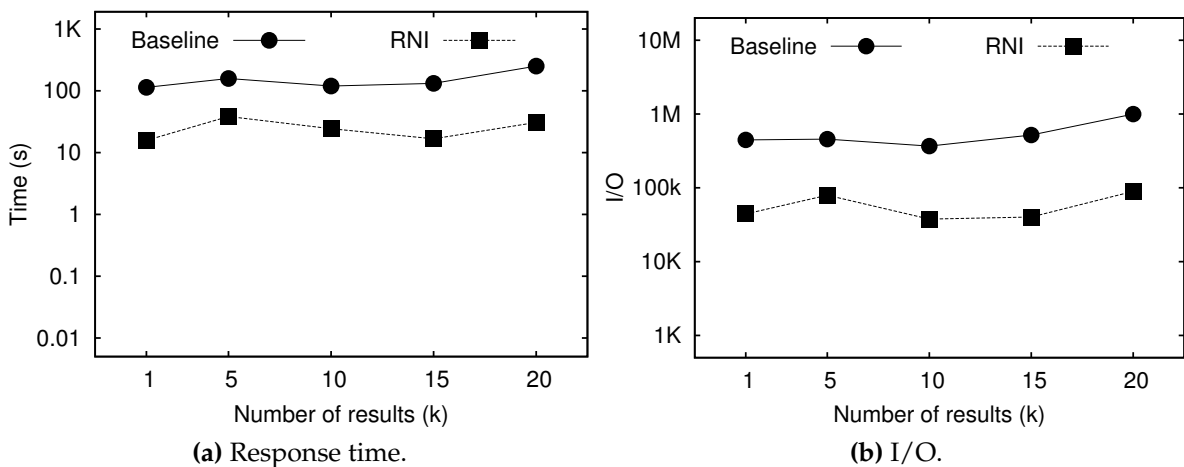 1K
100
10
1
0.1
0.01
Time (s)
Baseline
RNI
1 5 10 15 20
Number of results (k)
(a) Response time.
10M
1M
100k
10K
1K
I/O
Baseline
RNI
1 5 10 15 20
Number of results (k)
(b) I/O.